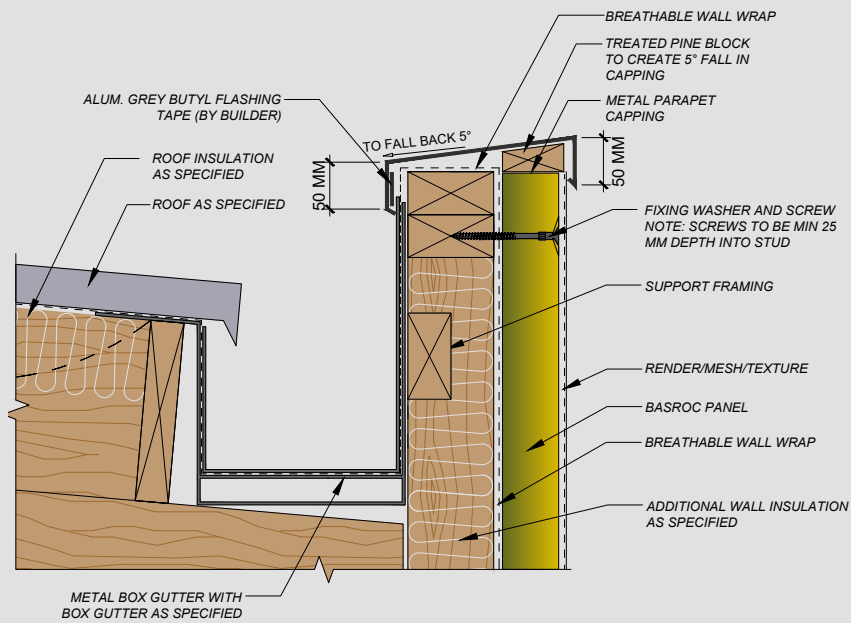 BREATHABLE WALL WRAP
TREATED PINE BLOCK
TO CREATE 5° FALL IN
CAPPING
METAL PARAPET
CAPPING
ALUM. GREY BUTYL FLASHING
TAPE (BY BUILDER)
TO FALL BACK 5°
ROOF INSULATION
AS SPECIFIED
50 MM
50 MM
ROOF AS SPECIFIED
FIXING WASHER AND SCREW
NOTE: SCREWS TO BE MIN 25
MM DEPTH INTO STUD
SUPPORT FRAMING
RENDER/MESH/TEXTURE
BASROC PANEL
BREATHABLE WALL WRAP
ADDITIONAL WALL INSULATION
AS SPECIFIED
METAL BOX GUTTER WITH
BOX GUTTER AS SPECIFIED